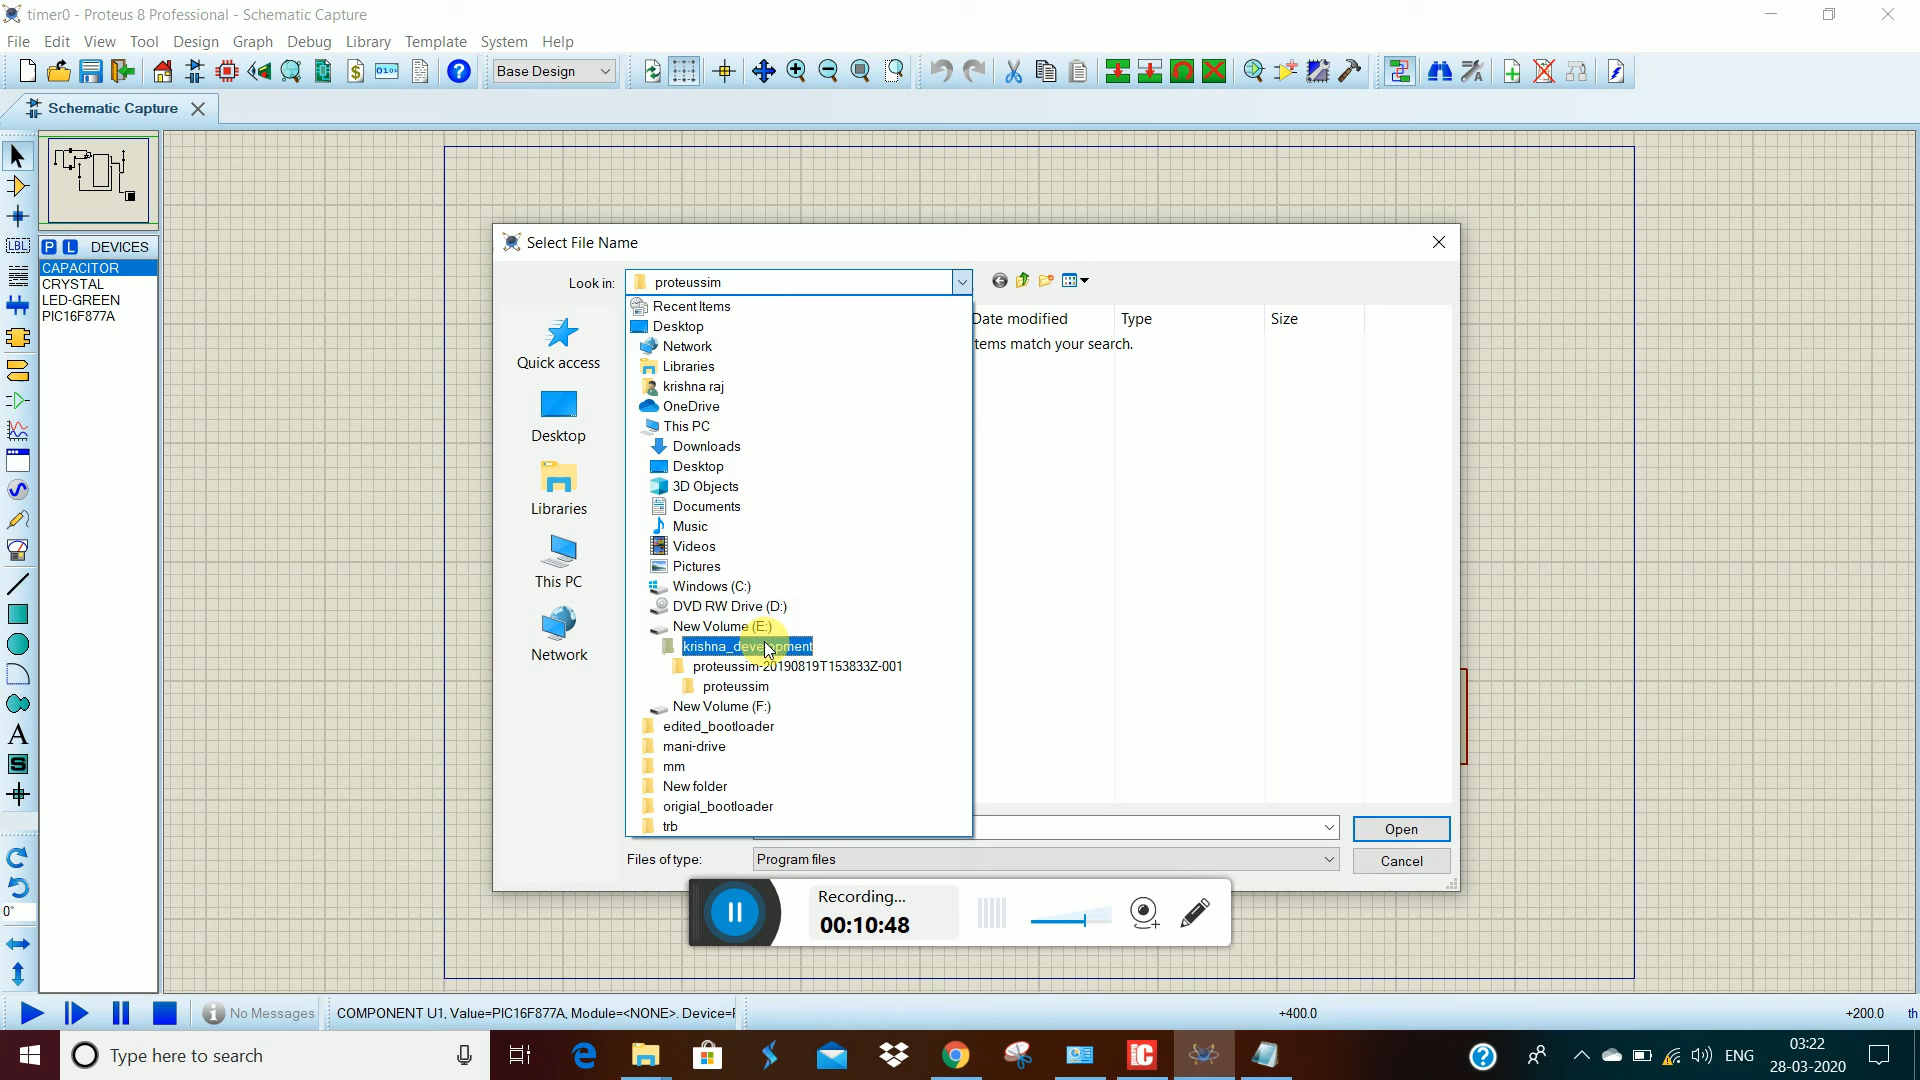 timer0 - Proteus 8 Professional - Schematic Capture
File Edit View Tool Design Graph Debug Library Template System Help
Base Design
Schematic Capture
P L DEVICES
CAPACITOR
CRYSTAL
LED-GREEN
PIC16F877A
LBL
A
S
0°
Select File Name
Look in: proteussim
Recent Items
Desktop
Network
Libraries
krishna raj
OneDrive
This PC
Downloads
Desktop
3D Objects
Documents
Music
Videos
Pictures
Windows (C:)
DVD RW Drive (D:)
New Volume (E:)
krishna_development
proteussim-20190819T153833Z-001
proteussim
New Volume (F:)
edited_bootloader
mani-drive
mm
New folder
origial_bootloader
trb
Quick access
Desktop
Libraries
This PC
Network
Date modified Type Size
tems match your search.
Open
Files of type: Program files
Cancel
Recording...
00:10:48
No Messages
COMPONENT U1, Value=PIC16F877A, Module=<NONE>, Device=
+400.0 +200.0 th
Type here to search
ENG
03:22
28-03-2020